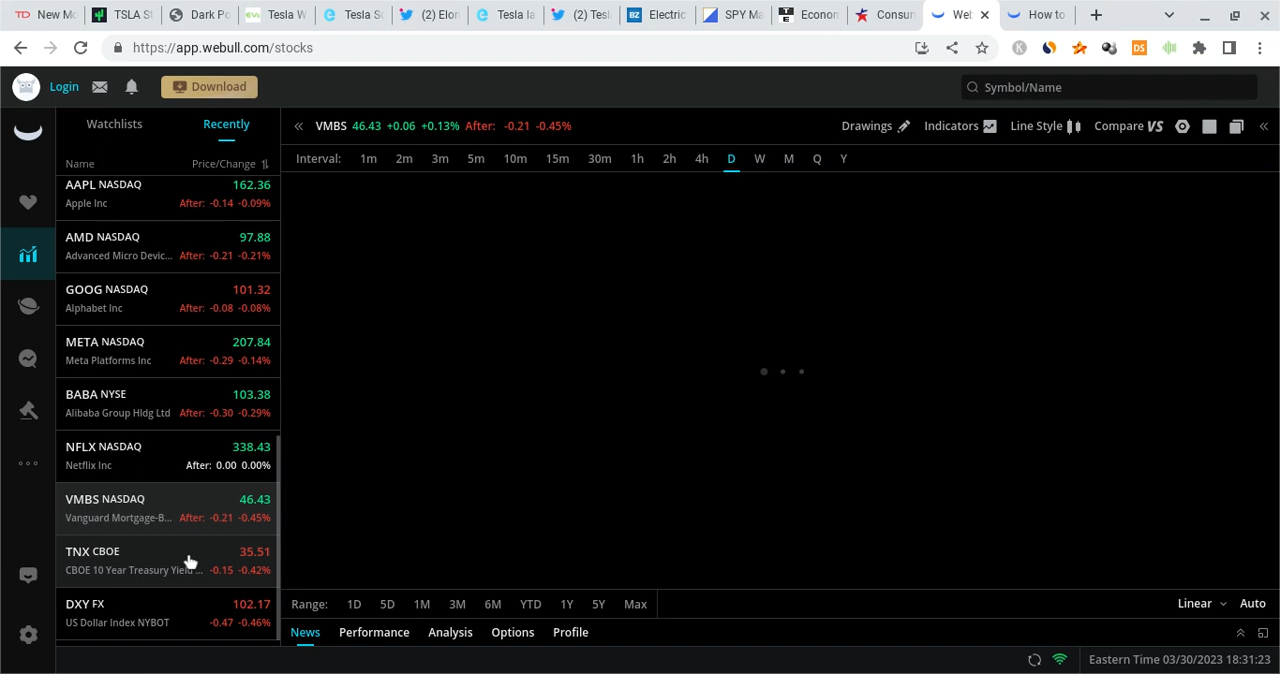 New Mo
TSLA St
Dark Po
Tesla W
Tesla Se
(2) Elon
Tesla la
(2) Tesl
Electric
SPY Ma
Econom
Consun
Web
How to
https://app.webull.com/stocks
Login
Download
Symbol/Name
Watchlists
Recently
VMBS 46.43 +0.06 +0.13% After: -0.21 -0.45%
Drawings
Indicators
Line Style
Compare VS
Name
Price/Change
Interval: 1m 2m 3m 5m 10m 15m 30m 1h 2h 4h D W M Q Y
AAPL NASDAQ 162.36
Apple Inc After: -0.14 -0.09%
AMD NASDAQ 97.88
Advanced Micro Devic... After: -0.21 -0.21%
GOOG NASDAQ 101.32
Alphabet Inc After: -0.08 -0.08%
META NASDAQ 207.84
Meta Platforms Inc After: -0.29 -0.14%
BABA NYSE 103.38
Alibaba Group Hldg Ltd After: -0.30 -0.29%
NFLX NASDAQ 338.43
Netflix Inc After: 0.00 0.00%
VMBS NASDAQ 46.43
Vanguard Mortgage-B... After: -0.21 -0.45%
TNX CBOE 35.51
CBOE 10 Year Treasury Yield ... -0.15 -0.42%
DXY FX 102.17
US Dollar Index NYBOT -0.47 -0.46%
Range: 1D 5D 1M 3M 6M YTD 1Y 5Y Max
Linear
Auto
News Performance Analysis Options Profile
Eastern Time 03/30/2023 18:31:23